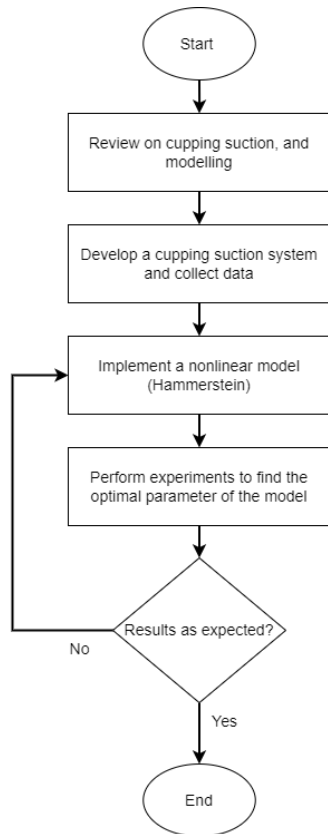 Start
Review on cupping suction, and
modelling
Develop a cupping suction system
and collect data
Implement a nonlinear model
(Hammerstein)
Perform experiments to find the
optimal parameter of the model
Results as expected?
No
Yes
End